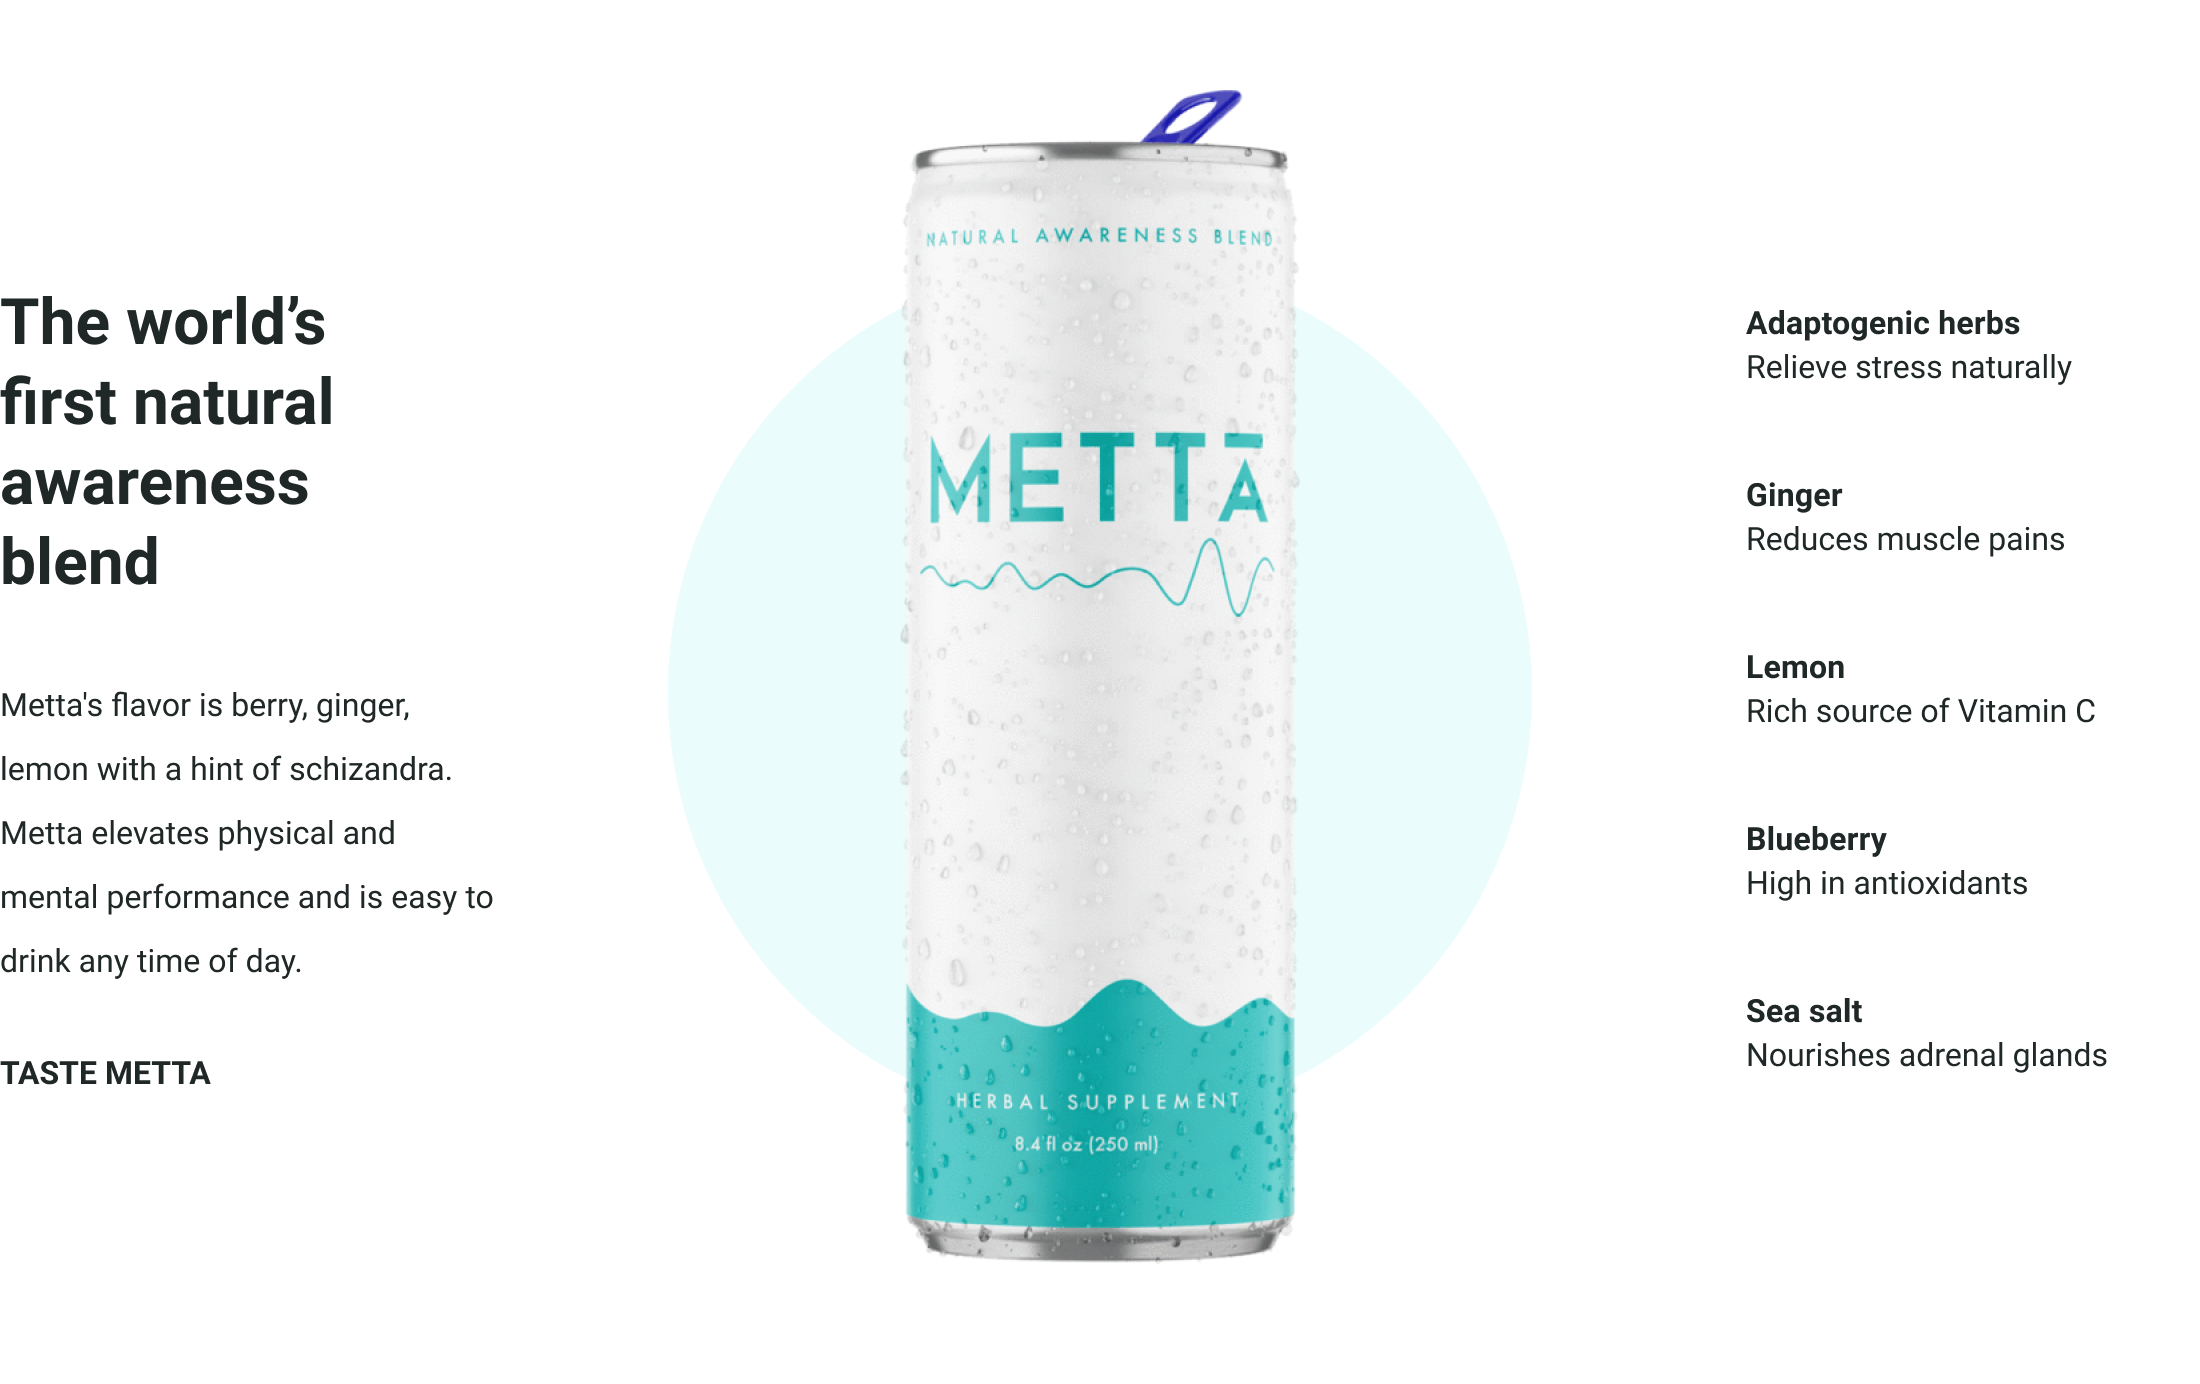 The world’s
first natural
awareness
blend
Metta's flavor is berry, ginger,
lemon with a hint of schizandra.
Metta elevates physical and
mental performance and is easy to
drink any time of day.
TASTE METTA
NATURAL AWARENESS BLEND
METTĀ
HERBAL SUPPLEMENT
8.4 fl oz (250 ml)
Adaptogenic herbs
Relieve stress naturally
Ginger
Reduces muscle pains
Lemon
Rich source of Vitamin C
Blueberry
High in antioxidants
Sea salt
Nourishes adrenal glands